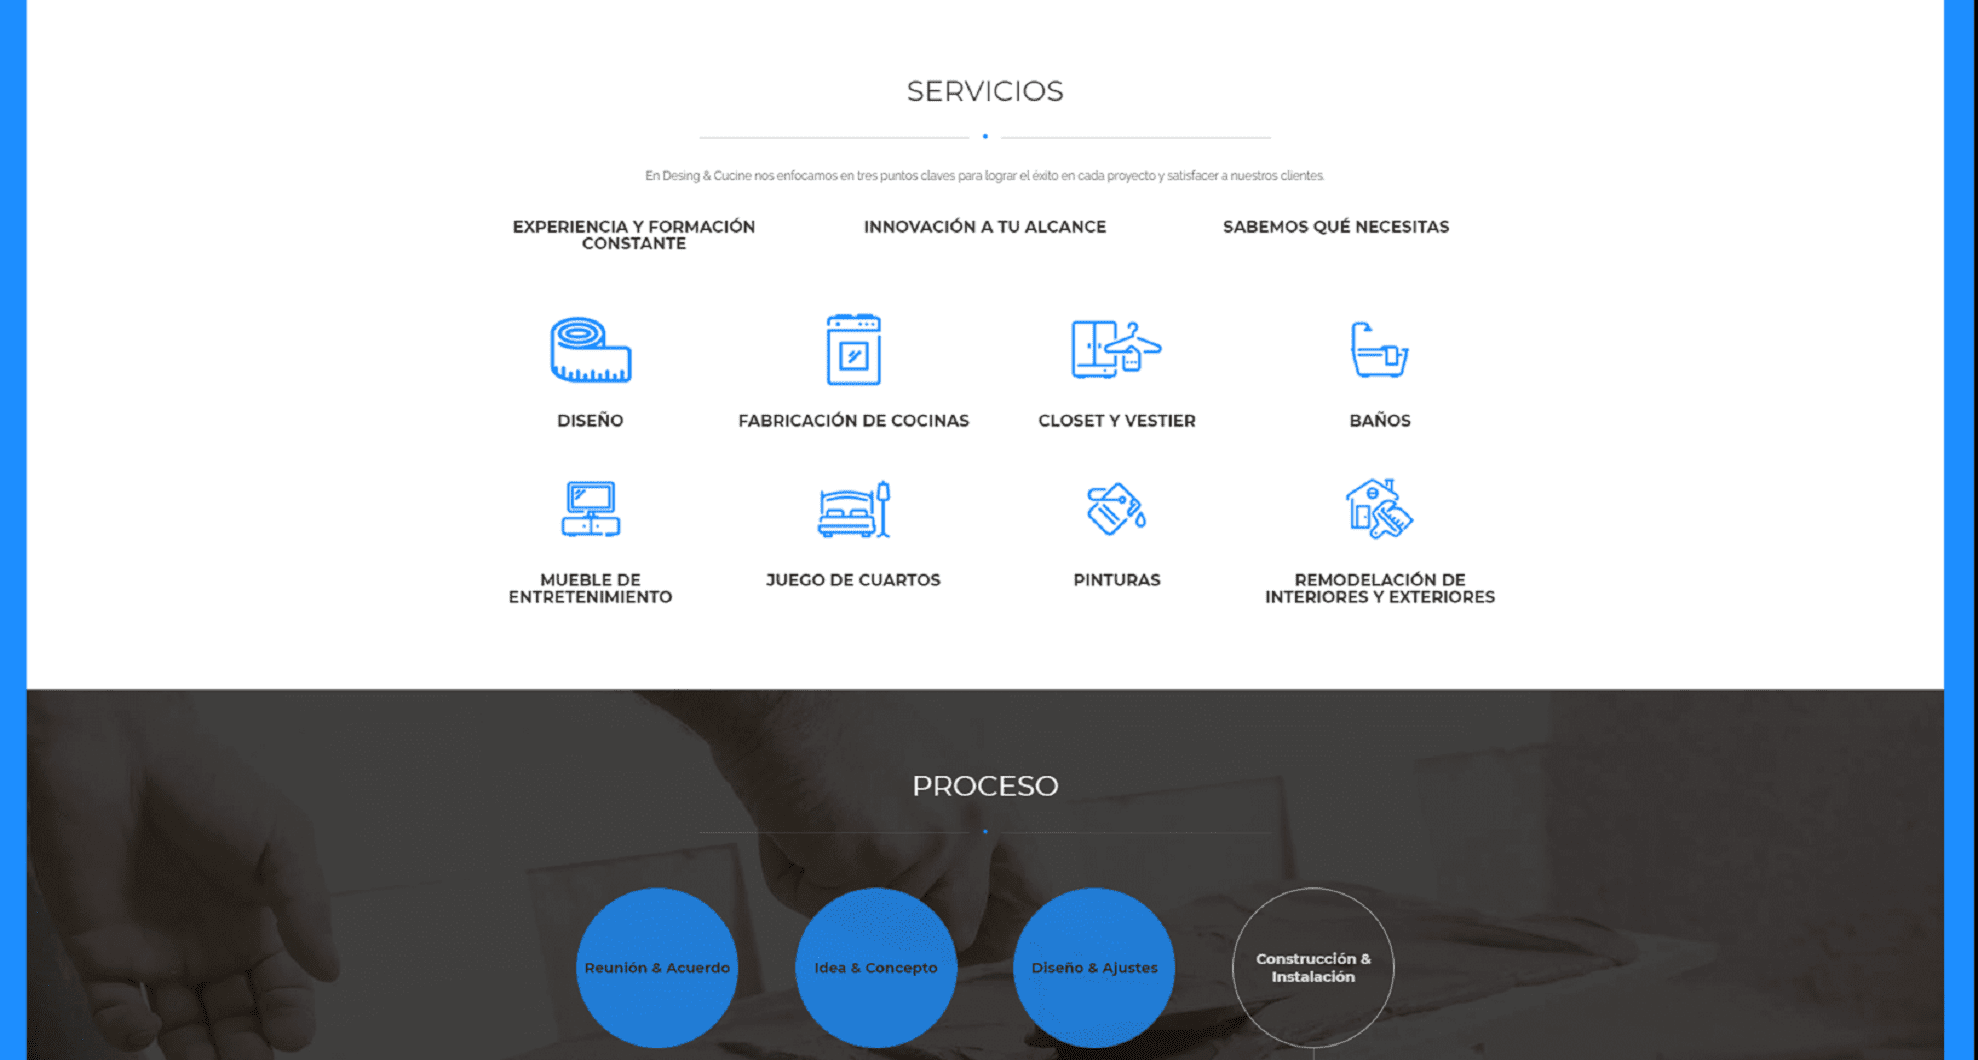 SERVICIOS
En Desing & Cucine nos enfocamos en tres puntos claves para lograr el éxito en cada proyecto y satisfacer a nuestros clientes.
EXPERIENCIA Y FORMACIÓN
CONSTANTE
INNOVACIÓN A TU ALCANCE
SABEMOS QUÉ NECESITAS
DISEÑO
FABRICACIÓN DE COCINAS
CLOSET Y VESTIER
BAÑOS
MUEBLE DE
ENTRETENIMIENTO
JUEGO DE CUARTOS
PINTURAS
REMODELACIÓN DE
INTERIORES Y EXTERIORES
PROCESO
Reunión & Acuerdo
Idea & Concepto
Diseño & Ajustes
Construcción &
Instalación